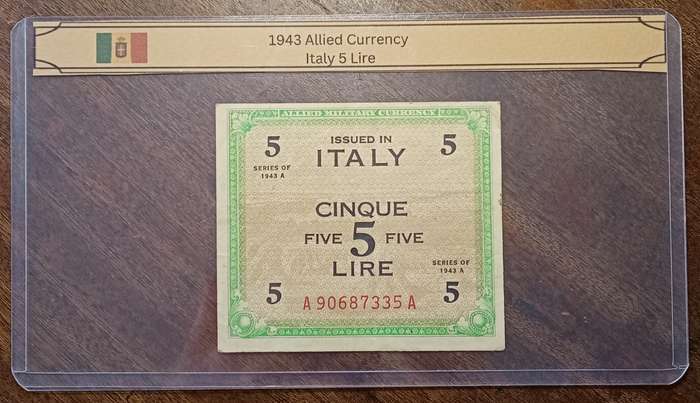 1943 Allied Currency
Italy 5 Lire
ALLIED MILITARY CURRENCY
5 ISSUED IN 5
ITALY
SERIES OF
1943 A
CINQUE
FIVE 5 FIVE
LIRE
SERIES OF
1943 A
5 A90687335A 5